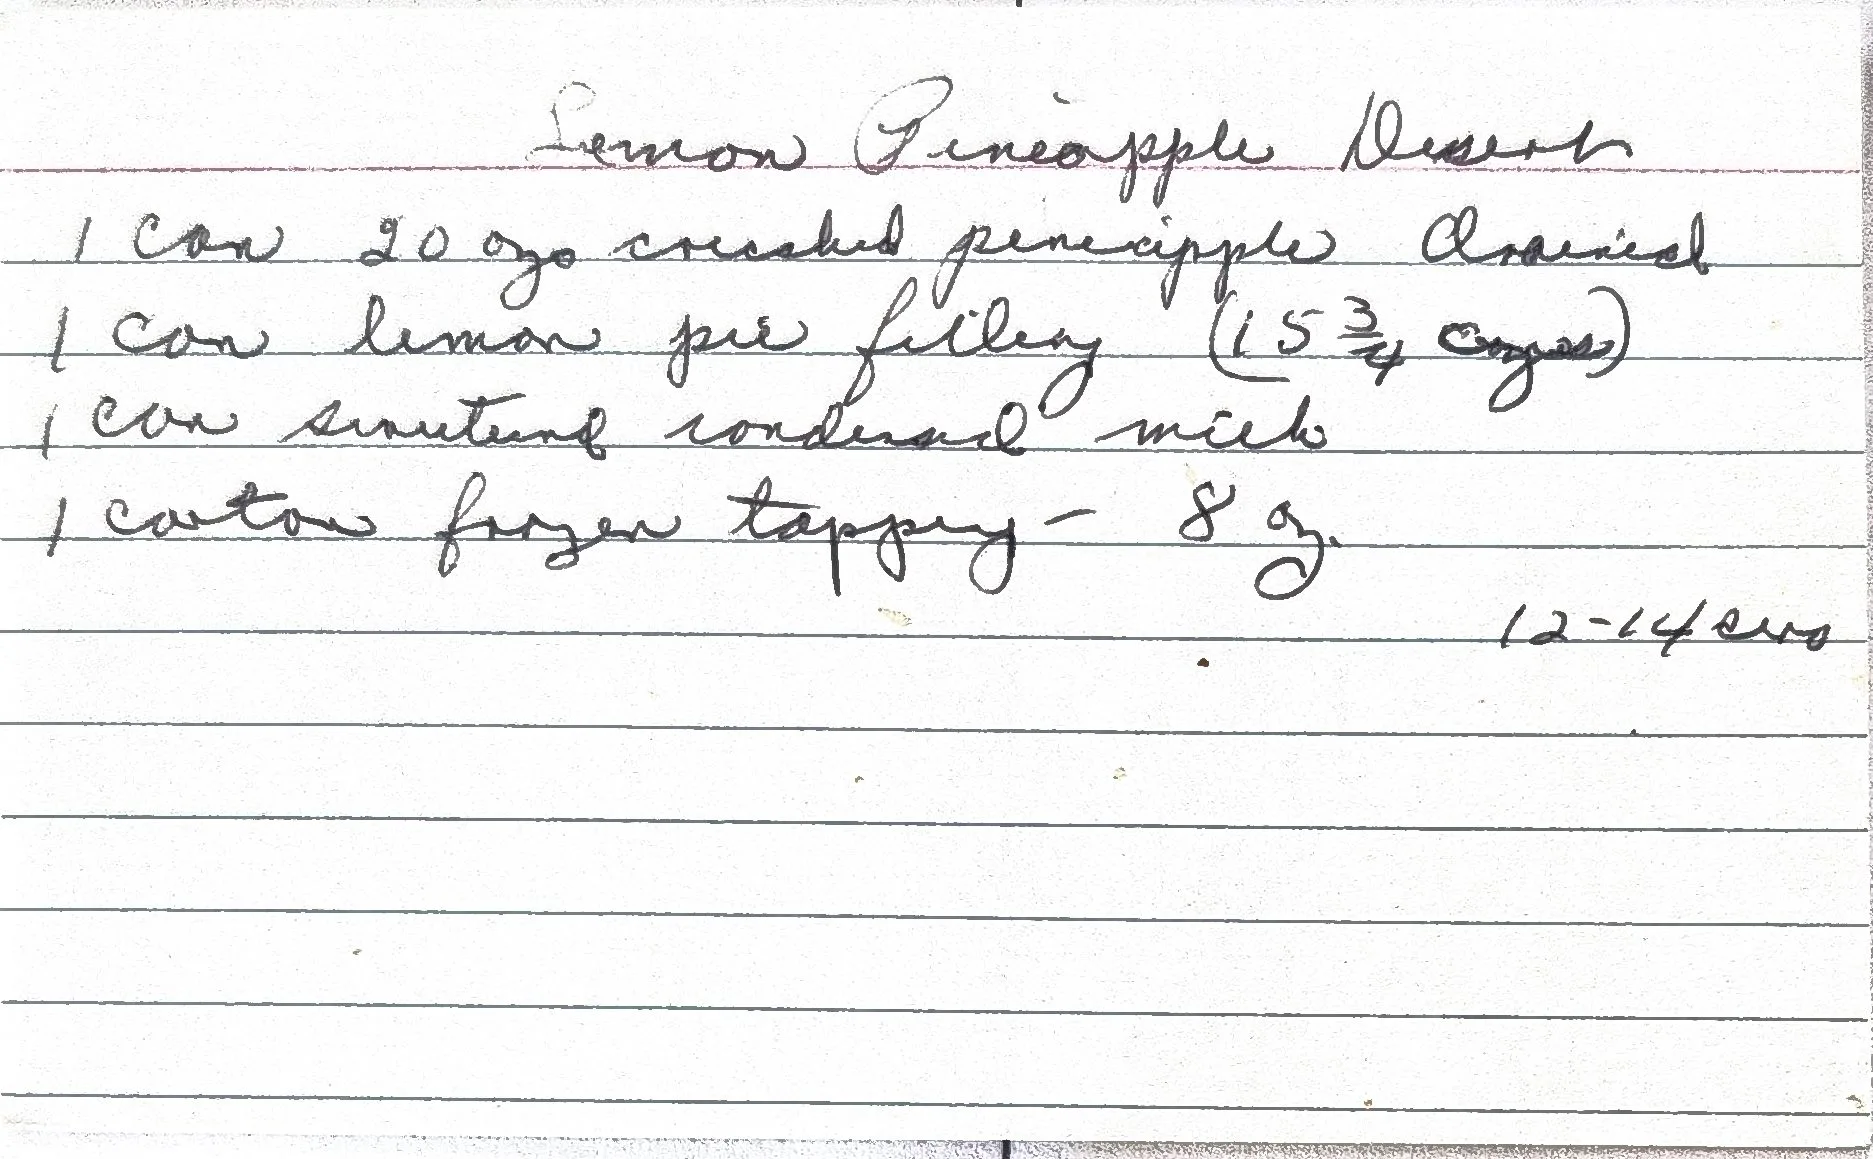 Lemon Pineapple Dessert
1 can 20 ozs crushed pineapple drained
1 can lemon pie filling (15 3/4 ozs)
1 can sweetened condensed milk
1 carton frozen topping - 8 oz.
12-14 serv